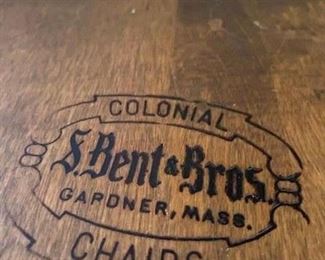 COLONIAL
S. Bent & Bros.
GARDNER, MASS.
CHAIRS